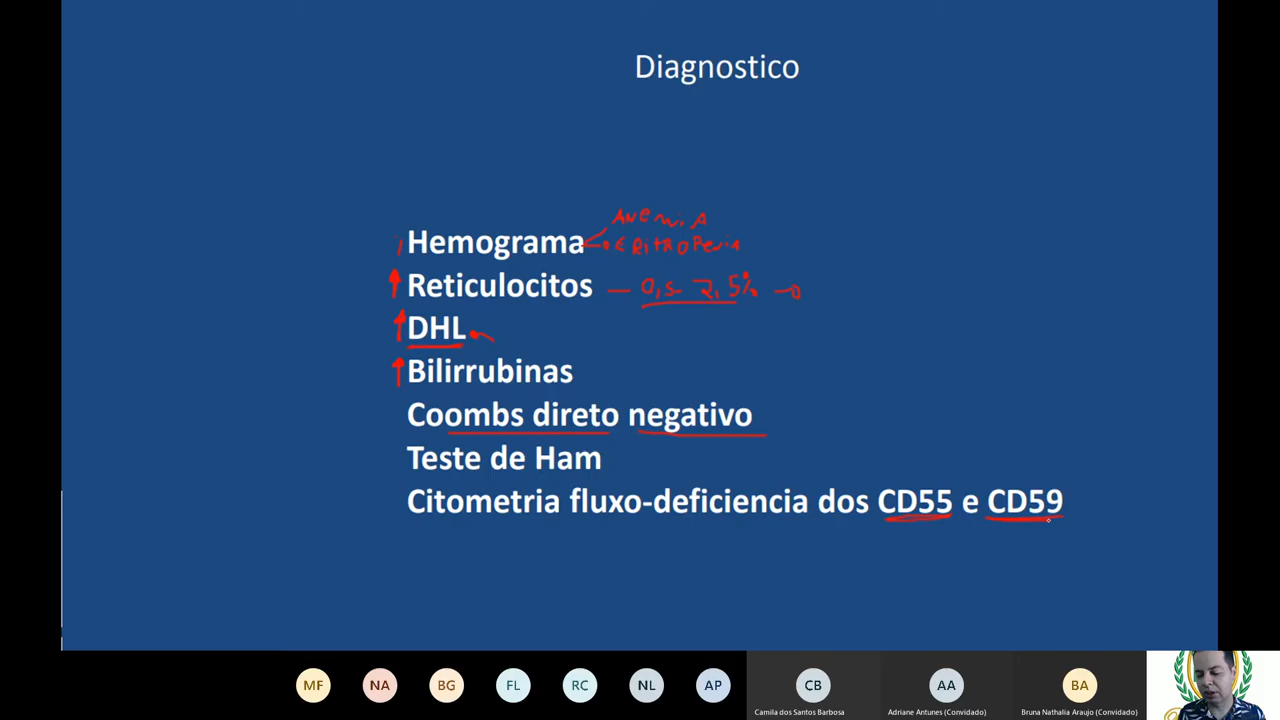 Diagnostico
Anemia
Hemograma
Eritropenia
Reticulocitos – 0,5 2,5%
DHL
Bilirrubinas
Coombs direto negativo
Teste de Ham
Citometria fluxo-deficiencia dos CD55 e CD59
MF NA BG FL RC NL AP CB AA BA
Camila dos Santos Barbosa Adriane Antunes (Convidado) Bruna Nathalia Araujo (Convidado)